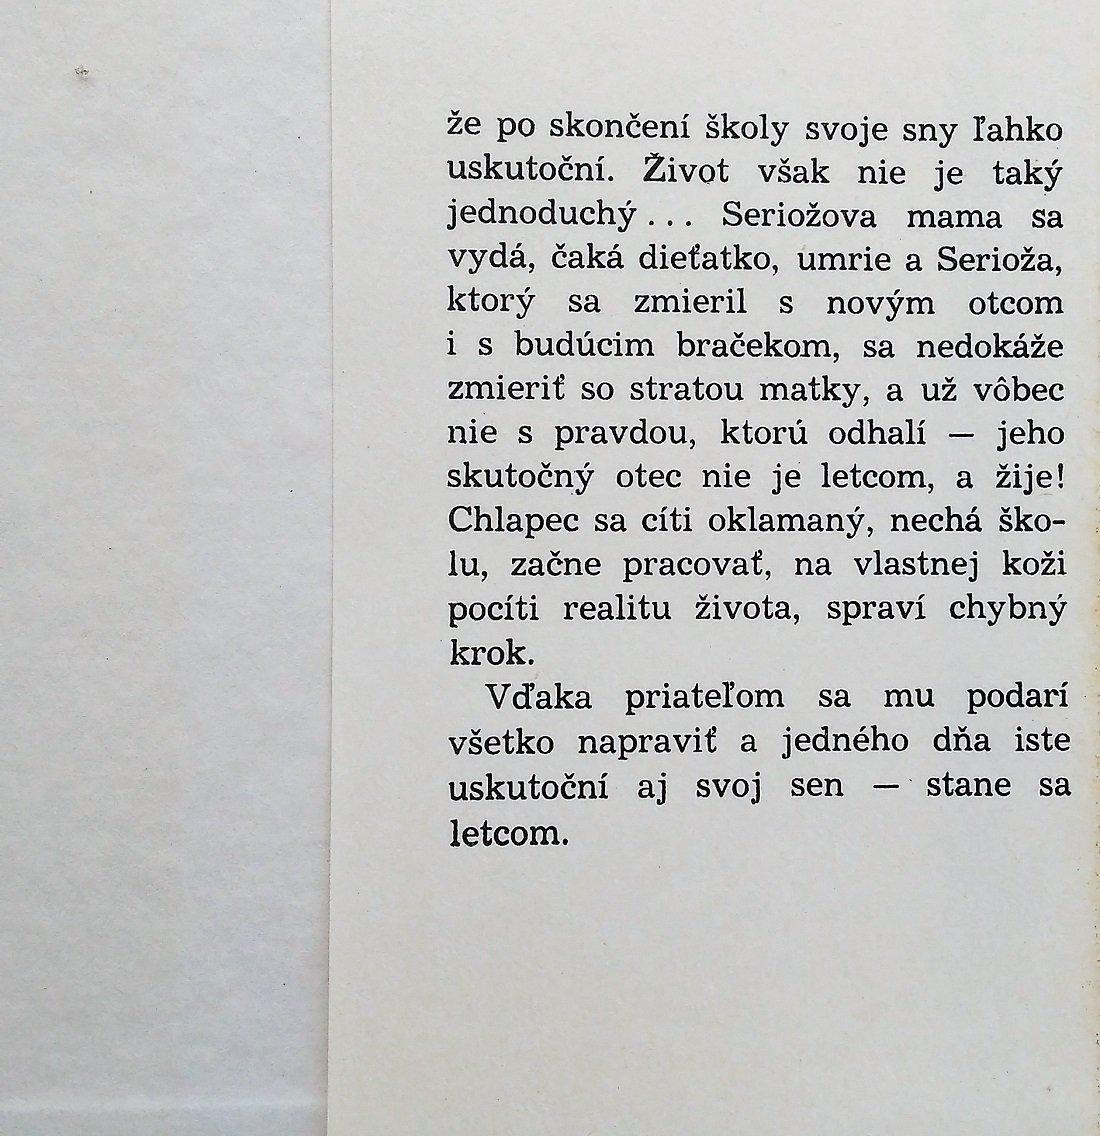 že po skončení školy svoje sny ľahko
uskutoční. Život však nie je taký
jednoduchý... Seriožova mama sa
vydá, čaká dieťatko, umrie a Serioža,
ktorý sa zmieril s novým otcom
i s budúcim bračekom, sa nedokáže
zmieriť so stratou matky, a už vôbec
nie s pravdou, ktorú odhalí — jeho
skutočný otec nie je letcom, a žije!
Chlapec sa cíti oklamaný, nechá ško-
lu, začne pracovať, na vlastnej koži
pocíti realitu života, spraví chybný
krok.
Vďaka priateľom sa mu podarí
všetko napraviť a jedného dňa iste
uskutoční aj svoj sen — stane sa
letcom.